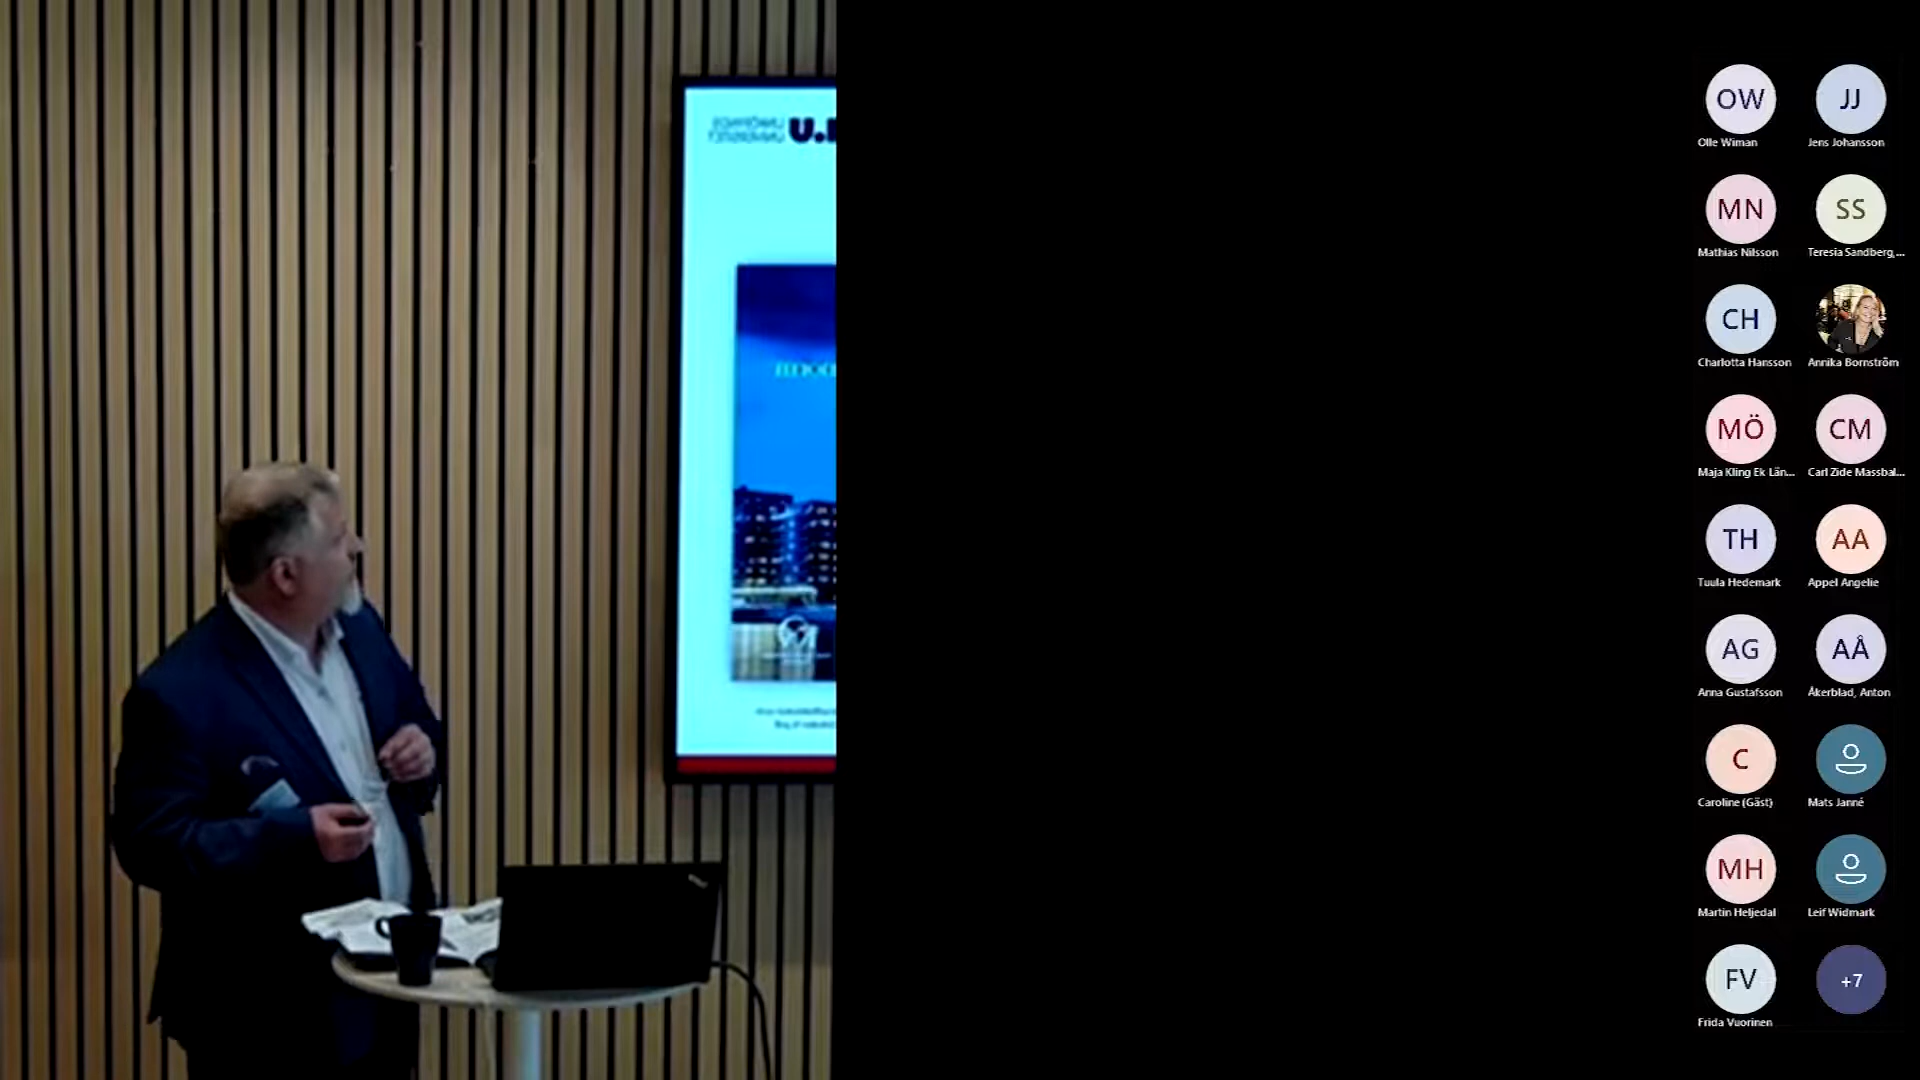 OW
JJ
Olle Wiman
Jens Johansson
MN
SS
Mathias Nilsson
Teresia Sandberg,...
CH
Charlotta Hansson
Annika Bornström
MÖ
CM
Maja Kling Ek Län...
Carl Zide Massbal...
TH
AA
Tuula Hedemark
Appel Angelie
AG
AÅ
Anna Gustafsson
Åkerblad, Anton
C
Caroline (Gäst)
Mats Janné
MH
Martin Heljedal
Leif Widmark
FV
+7
Frida Vuorinen